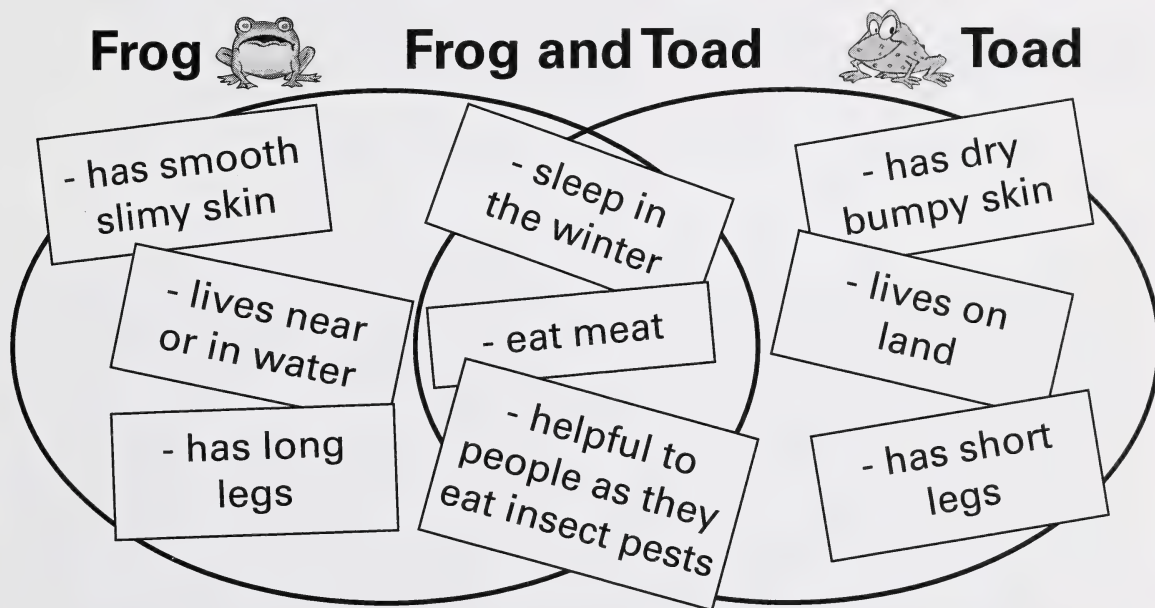 Frog
Frog and Toad
Toad
- has smooth
slimy skin
- lives near
or in water
- has long
legs
- sleep in
the winter
- eat meat
- helpful to
people as they
eat insect pests
- has dry
bumpy skin
- lives on
land
- has short
legs